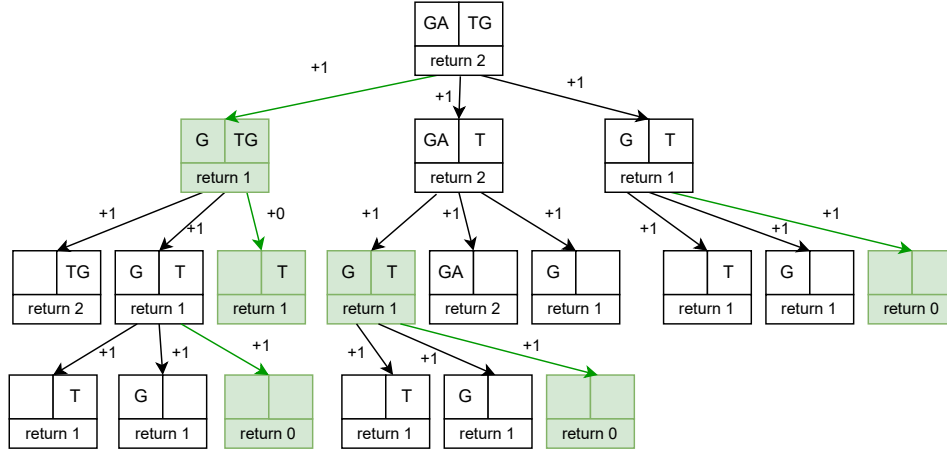 GA TG
return 2
+1
+1
+1
G TG
return 1
GA T
return 2
G T
return 1
+1
+1
+0
+1
+1
+1
+1
+1
+1
TG
return 2
G T
return 1
T
return 1
G T
return 1
GA
return 2
G
return 1
T
return 1
G
return 1
return 0
+1
+1
+1
+1
+1
+1
T
return 1
G
return 1
return 0
T
return 1
G
return 1
return 0